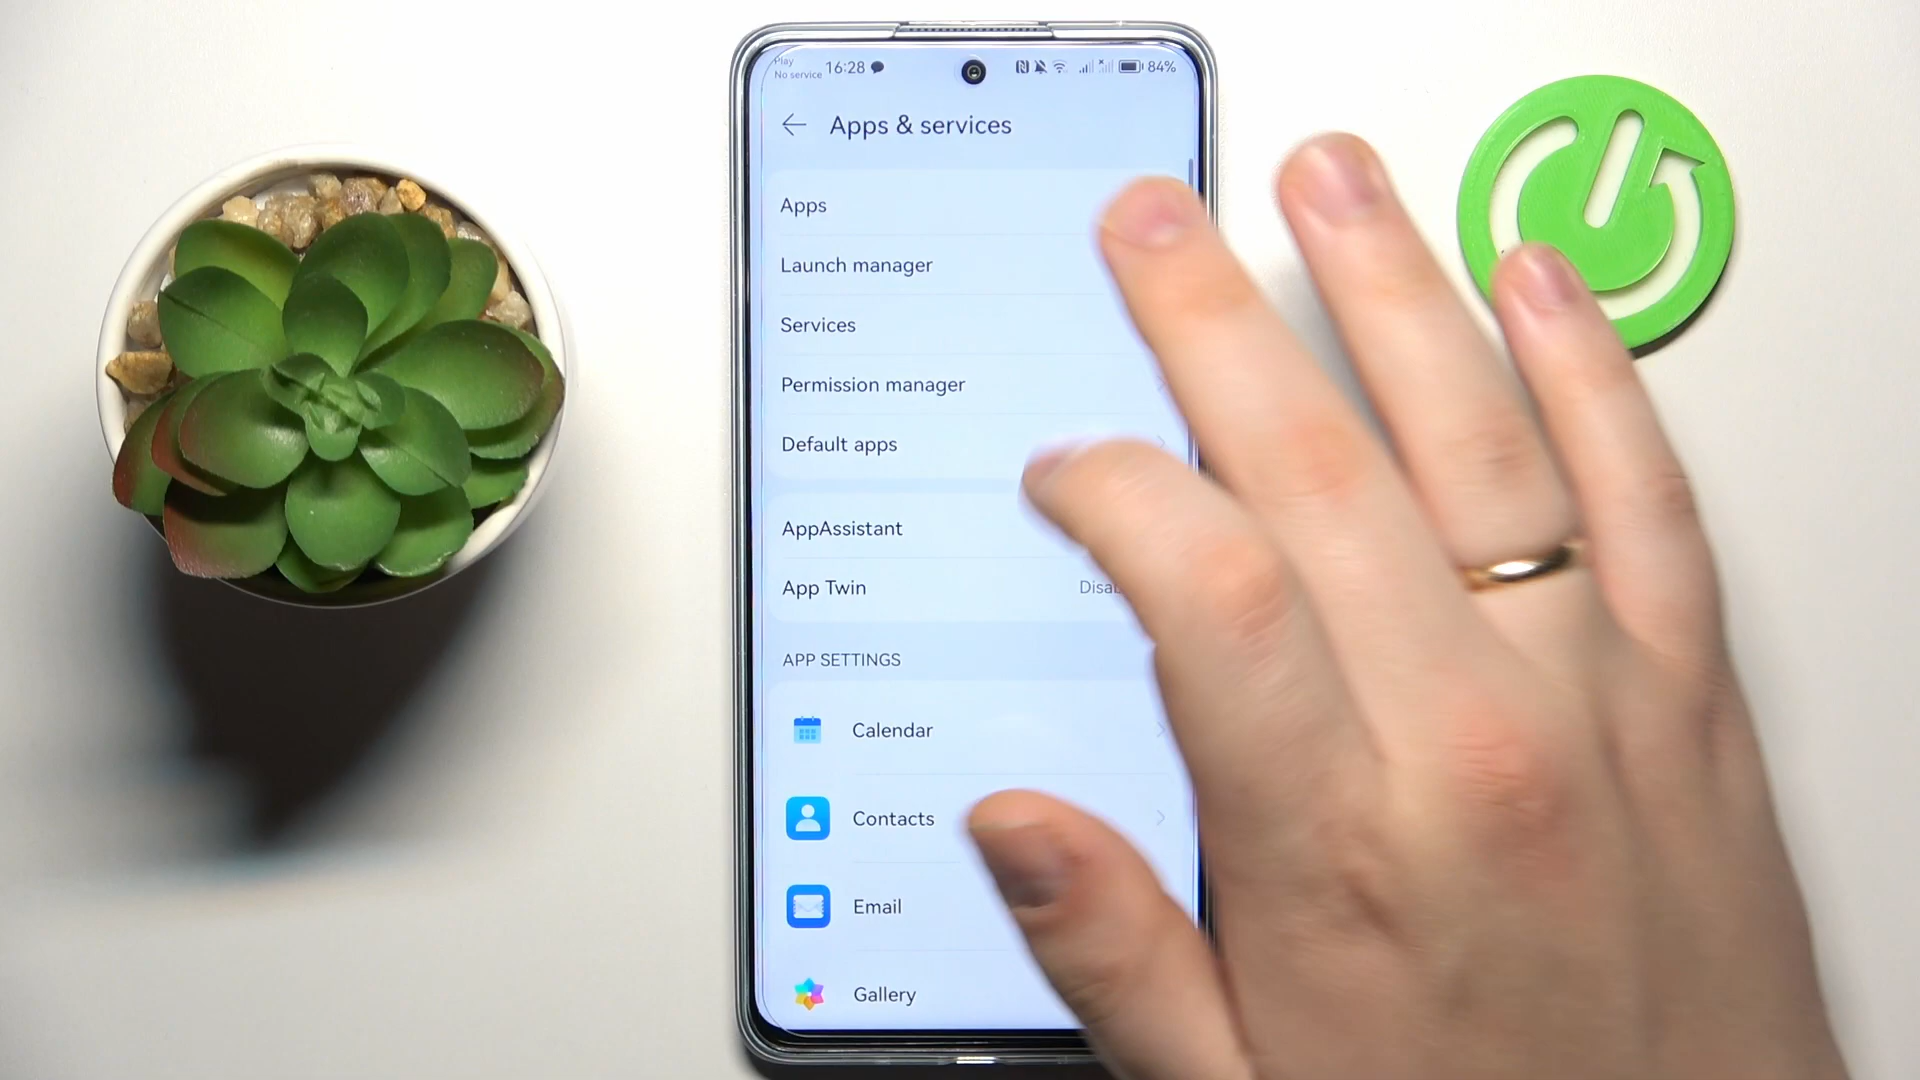 Play
No service
16:28
84%
Apps & services
Apps
Launch manager
Services
Permission manager
Default apps
AppAssistant
App Twin
APP SETTINGS
Calendar
Contacts
Email
Gallery